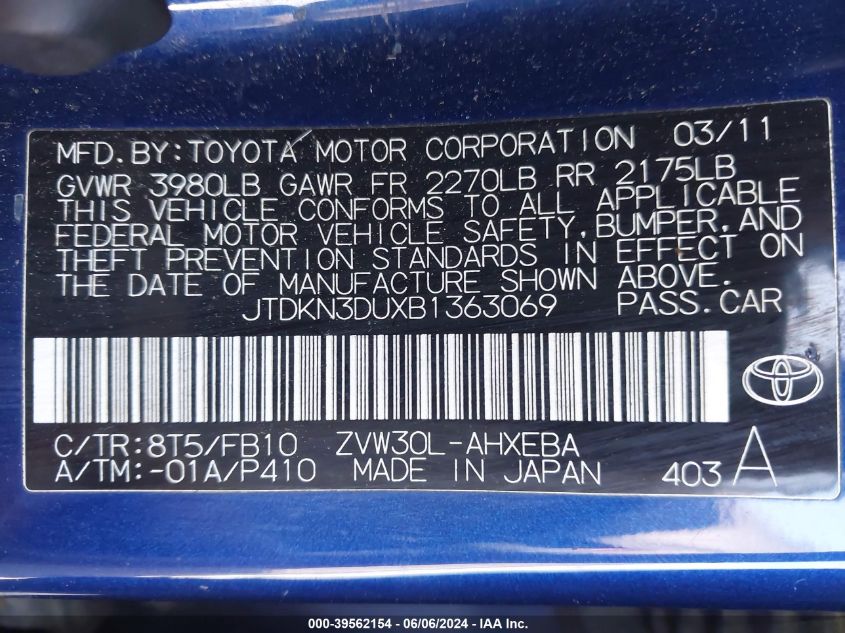 MFD.BY:TOYOTA MOTOR CORPORATION 03/11
GVWR 3980LB GAWR FR 2270LB RR 2175LB
THIS VEHICLE CONFORMS TO ALL APPLICABLE
FEDERAL MOTOR VEHICLE SAFETY, BUMPER, AND
THEFT PREVENTION STANDARDS IN EFFECT ON
THE DATE OF MANUFACTURE SHOWN ABOVE.
JTDKN3DUXB1363069 PASS.CAR
C/TR:8T5/FB10 ZVW30L-AHXEBA
A/TM:-01A/P410 MADE IN JAPAN 403 A
000-39562154 - 06/06/2024 - IAA Inc.